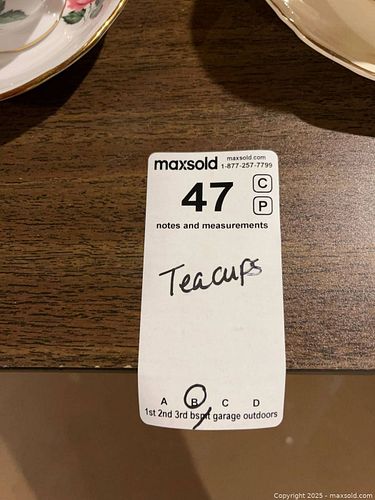 maxsold maxsold.com
1-877-257-7799
47 C
P
notes and measurements
Teacups
A B C D
1st 2nd 3rd bsmt garage outdoors
Copyright 2025 - maxsold.com